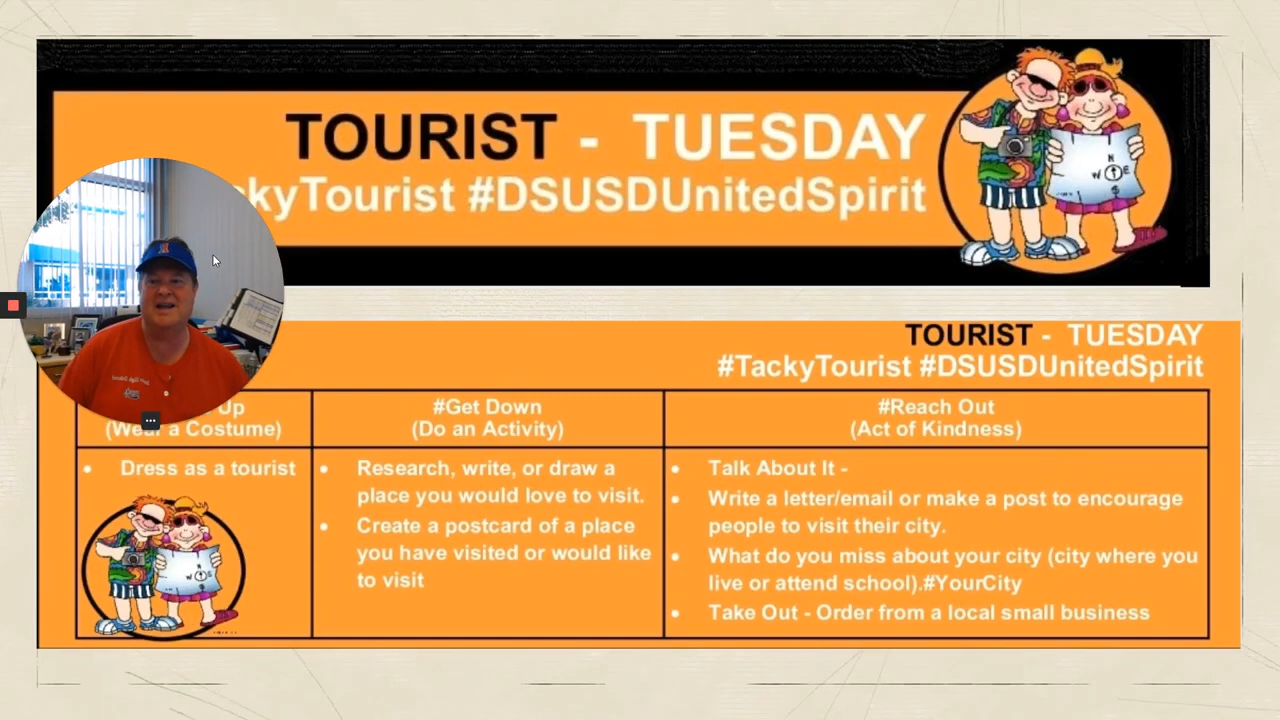 TOURIST - TUESDAY
ckyTourist #DSUSDUnitedSpirit
N
W E
S
TOURIST - TUESDAY
#TackyTourist #DSUSDUnitedSpirit
Up
(Wear a Costume)
#Get Down
(Do an Activity)
#Reach Out
(Act of Kindness)
• Dress as a tourist
• Research, write, or draw a
place you would love to visit.
• Create a postcard of a place
you have visited or would like
to visit
• Talk About It -
• Write a letter/email or make a post to encourage
people to visit their city.
• What do you miss about your city (city where you
live or attend school).#YourCity
• Take Out - Order from a local small business
N
W E